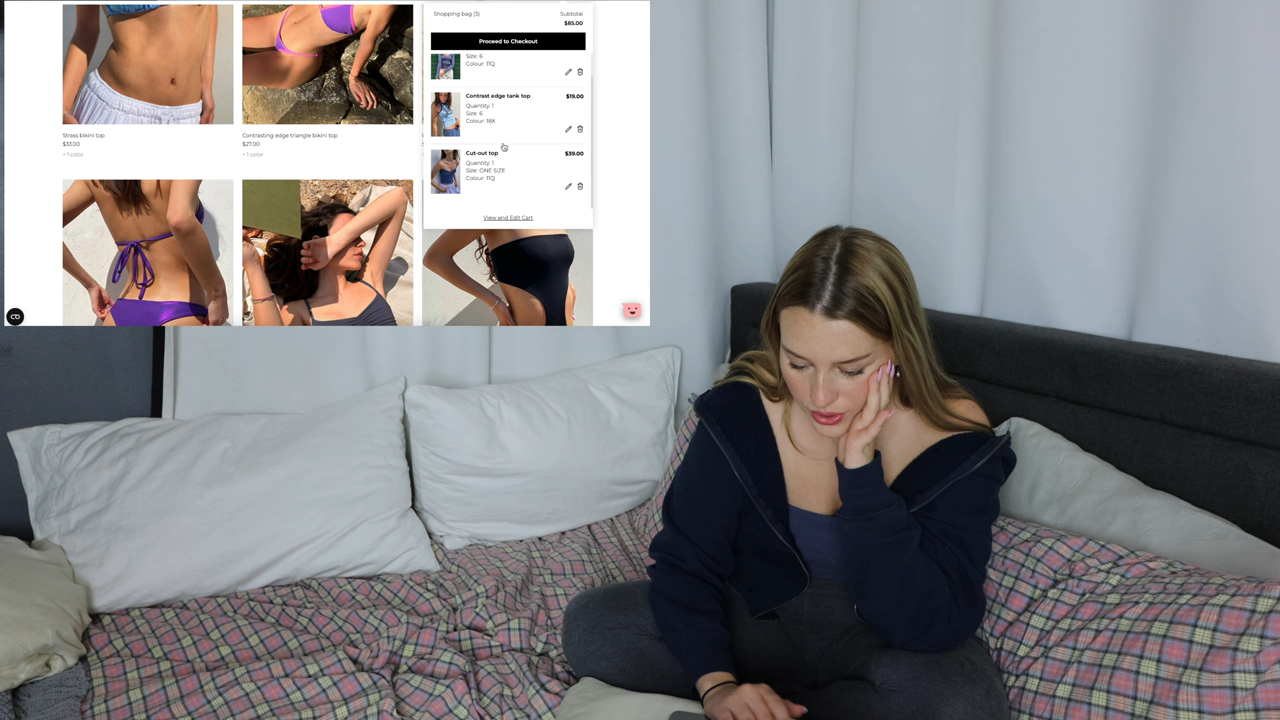 Shopping bag (3)
Subtotal
$85.00
Proceed to Checkout
Size: 6
Colour: 11Q
Contrast edge tank top
$19.00
Quantity: 1
Size: 6
Colour: 18X
Cut-out top
$39.00
Quantity: 1
Size: ONE SIZE
Colour: 11Q
View and Edit Cart
Strass bikini top
$33.00
+ 1 color
Contrasting edge triangle bikini top
$27.00
+ 1 color